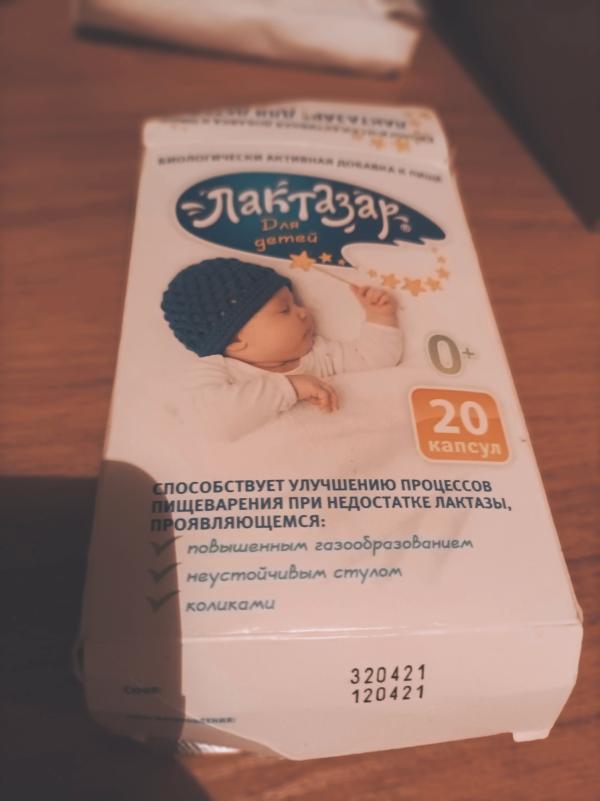 БИОЛОГИЧЕСКИ АКТИВНАЯ ДОБАВКА К ПИЩЕ
Лактазар®
Для
детей
0+
20
капсул
СПОСОБСТВУЕТ УЛУЧШЕНИЮ ПРОЦЕССОВ
ПИЩЕВАРЕНИЯ ПРИ НЕДОСТАТКЕ ЛАКТАЗЫ,
ПРОЯВЛЯЮЩЕМСЯ:
повышенным газообразованием
неустойчивым стулом
коликами
320421
120421
Серия: